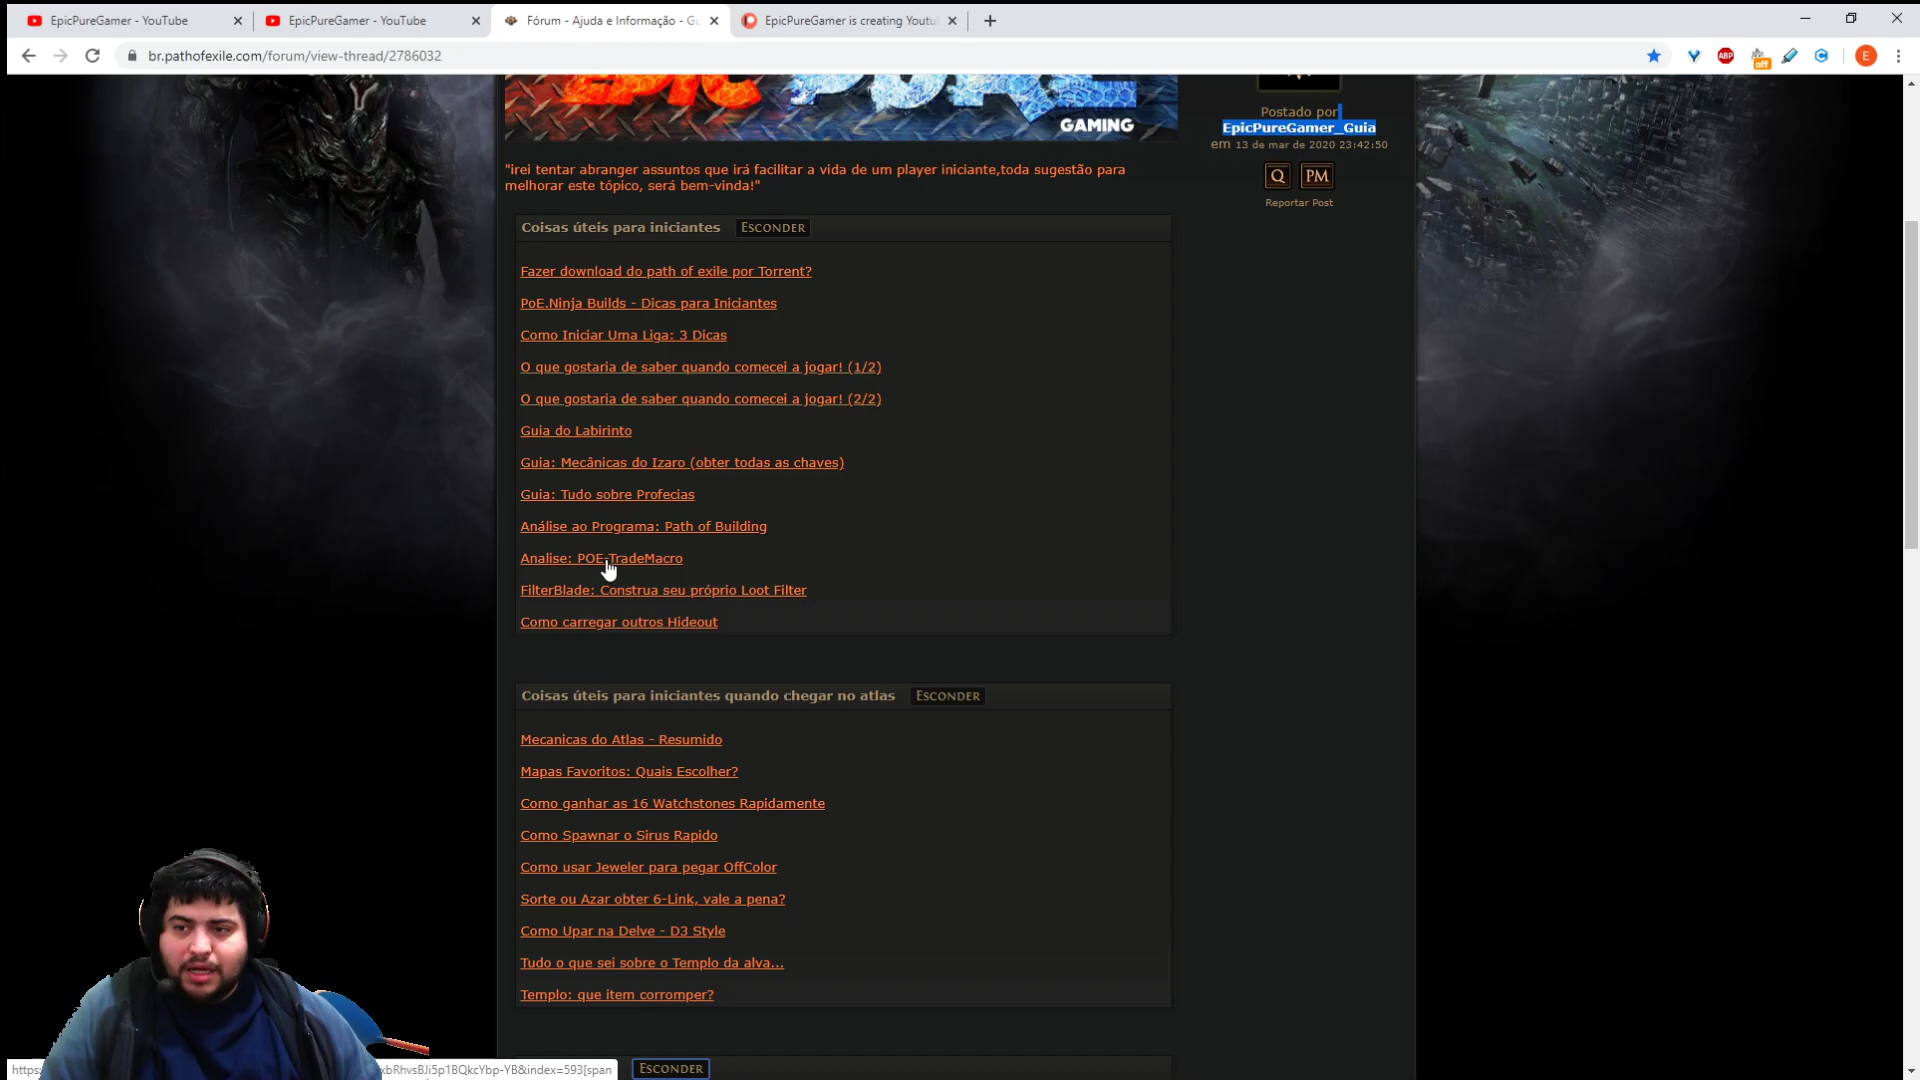 EpicPureGamer - YouTube
EpicPureGamer - YouTube
Fórum - Ajuda e Informação - Gu
EpicPureGamer is creating Youtu
br.pathofexile.com/forum/view-thread/2786032
ABP
off
E
EPIC PURE
GAMING
Postado por
EpicPureGamer_Guia
em 13 de mar de 2020 23:42:50
Q PM
Reportar Post
"irei tentar abranger assuntos que irá facilitar a vida de um player iniciante,toda sugestão para
melhorar este tópico, será bem-vinda!"
Coisas úteis para iniciantes ESCONDER
Fazer download do path of exile por Torrent?
PoE.Ninja Builds - Dicas para Iniciantes
Como Iniciar Uma Liga: 3 Dicas
O que gostaria de saber quando comecei a jogar! (1/2)
O que gostaria de saber quando comecei a jogar! (2/2)
Guia do Labirinto
Guia: Mecânicas do Izaro (obter todas as chaves)
Guia: Tudo sobre Profecias
Análise ao Programa: Path of Building
Analise: POE-TradeMacro
FilterBlade: Construa seu próprio Loot Filter
Como carregar outros Hideout
Coisas úteis para iniciantes quando chegar no atlas ESCONDER
Mecanicas do Atlas - Resumido
Mapas Favoritos: Quais Escolher?
Como ganhar as 16 Watchstones Rapidamente
Como Spawnar o Sirus Rapido
Como usar Jeweler para pegar OffColor
Sorte ou Azar obter 6-Link, vale a pena?
Como Upar na Delve - D3 Style
Tudo o que sei sobre o Templo da alva...
Templo: que item corromper?
ESCONDER
https: xbRhvsBJi5p1BQkcYbp-YB&index=593[span